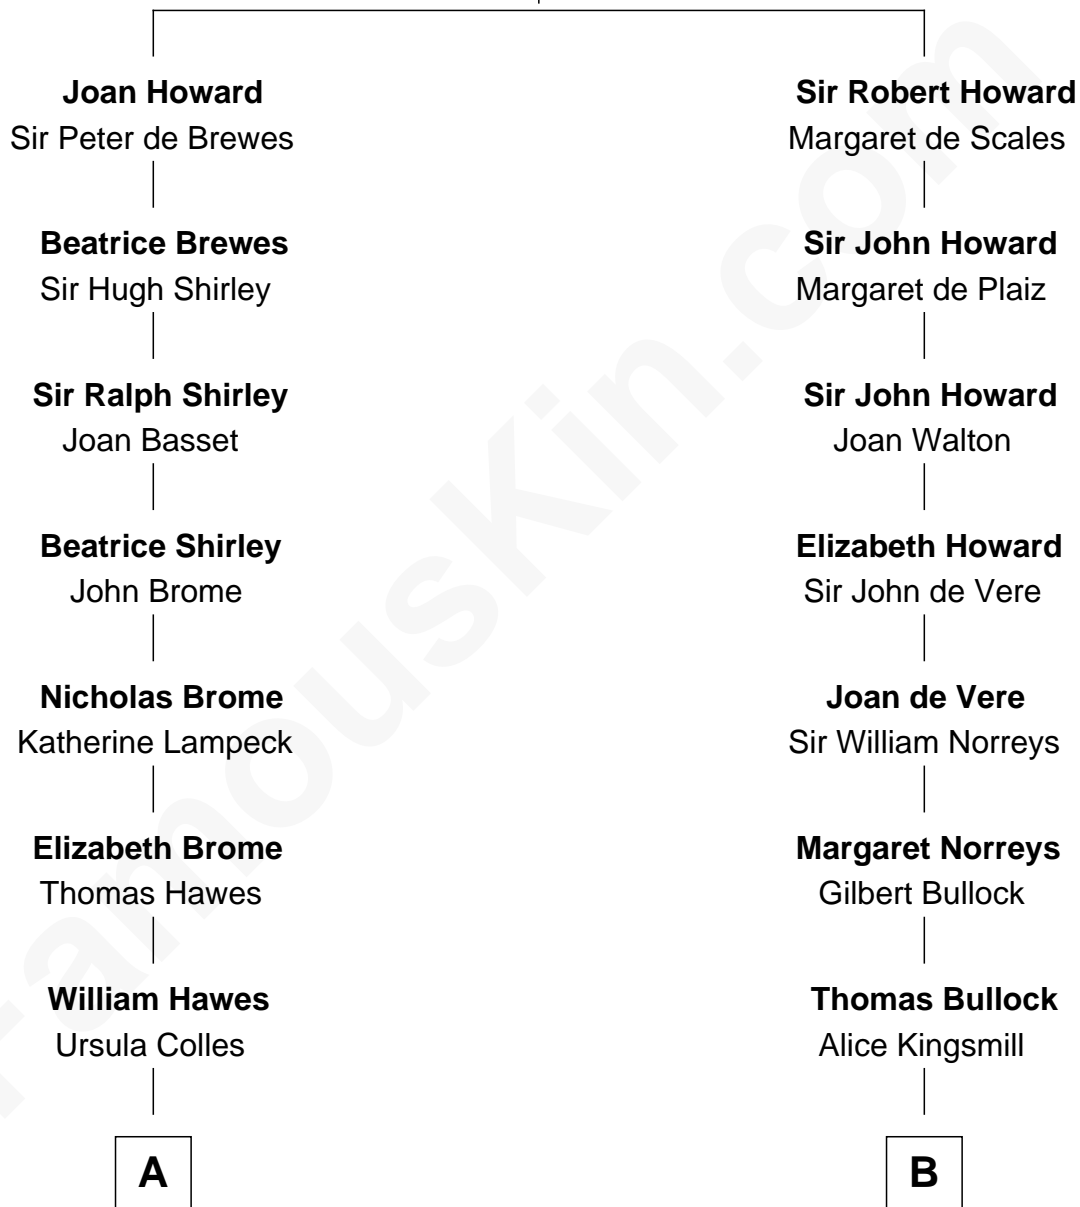 Joan Howard
Sir Peter de Brewes
Beatrice Brewes
Sir Hugh Shirley
Sir Ralph Shirley
Joan Basset
Beatrice Shirley
John Brome
Nicholas Brome
Katherine Lampeck
Elizabeth Brome
Thomas Hawes
William Hawes
Ursula Colles
A
Sir Robert Howard
Margaret de Scales
Sir John Howard
Margaret de Plaiz
Sir John Howard
Joan Walton
Elizabeth Howard
Sir John de Vere
Joan de Vere
Sir William Norreys
Margaret Norreys
Gilbert Bullock
Thomas Bullock
Alice Kingsmill
B
FamousKin.com